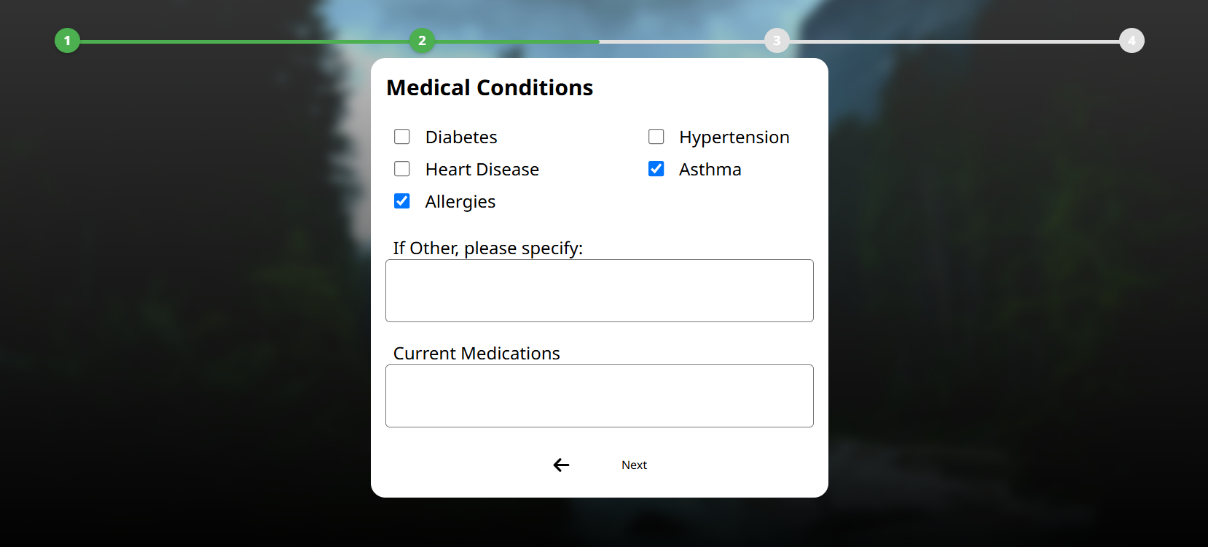 1 2 3 4
Medical Conditions
Diabetes Hypertension
Heart Disease Asthma
Allergies
If Other, please specify:
Current Medications
Next